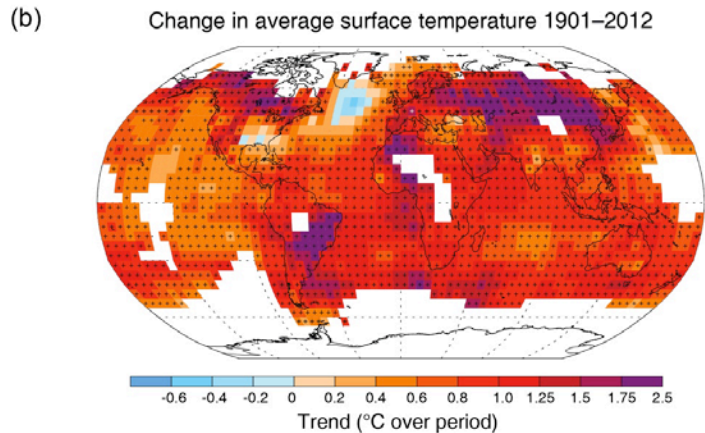 (b)
Change in average surface temperature 1901–2012
-0.6 -0.4 -0.2 0 0.2 0.4 0.6 0.8 1.0 1.25 1.5 1.75 2.5
Trend (°C over period)